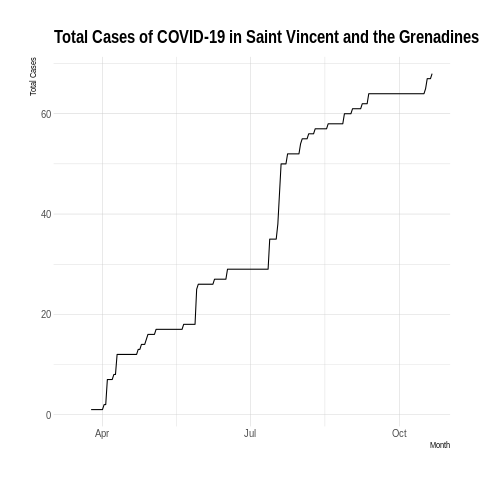 Total Cases of COVID-19 in Saint Vincent and the Grenadines
Total Cases
60
40
20
0
Apr Jul Oct
Month